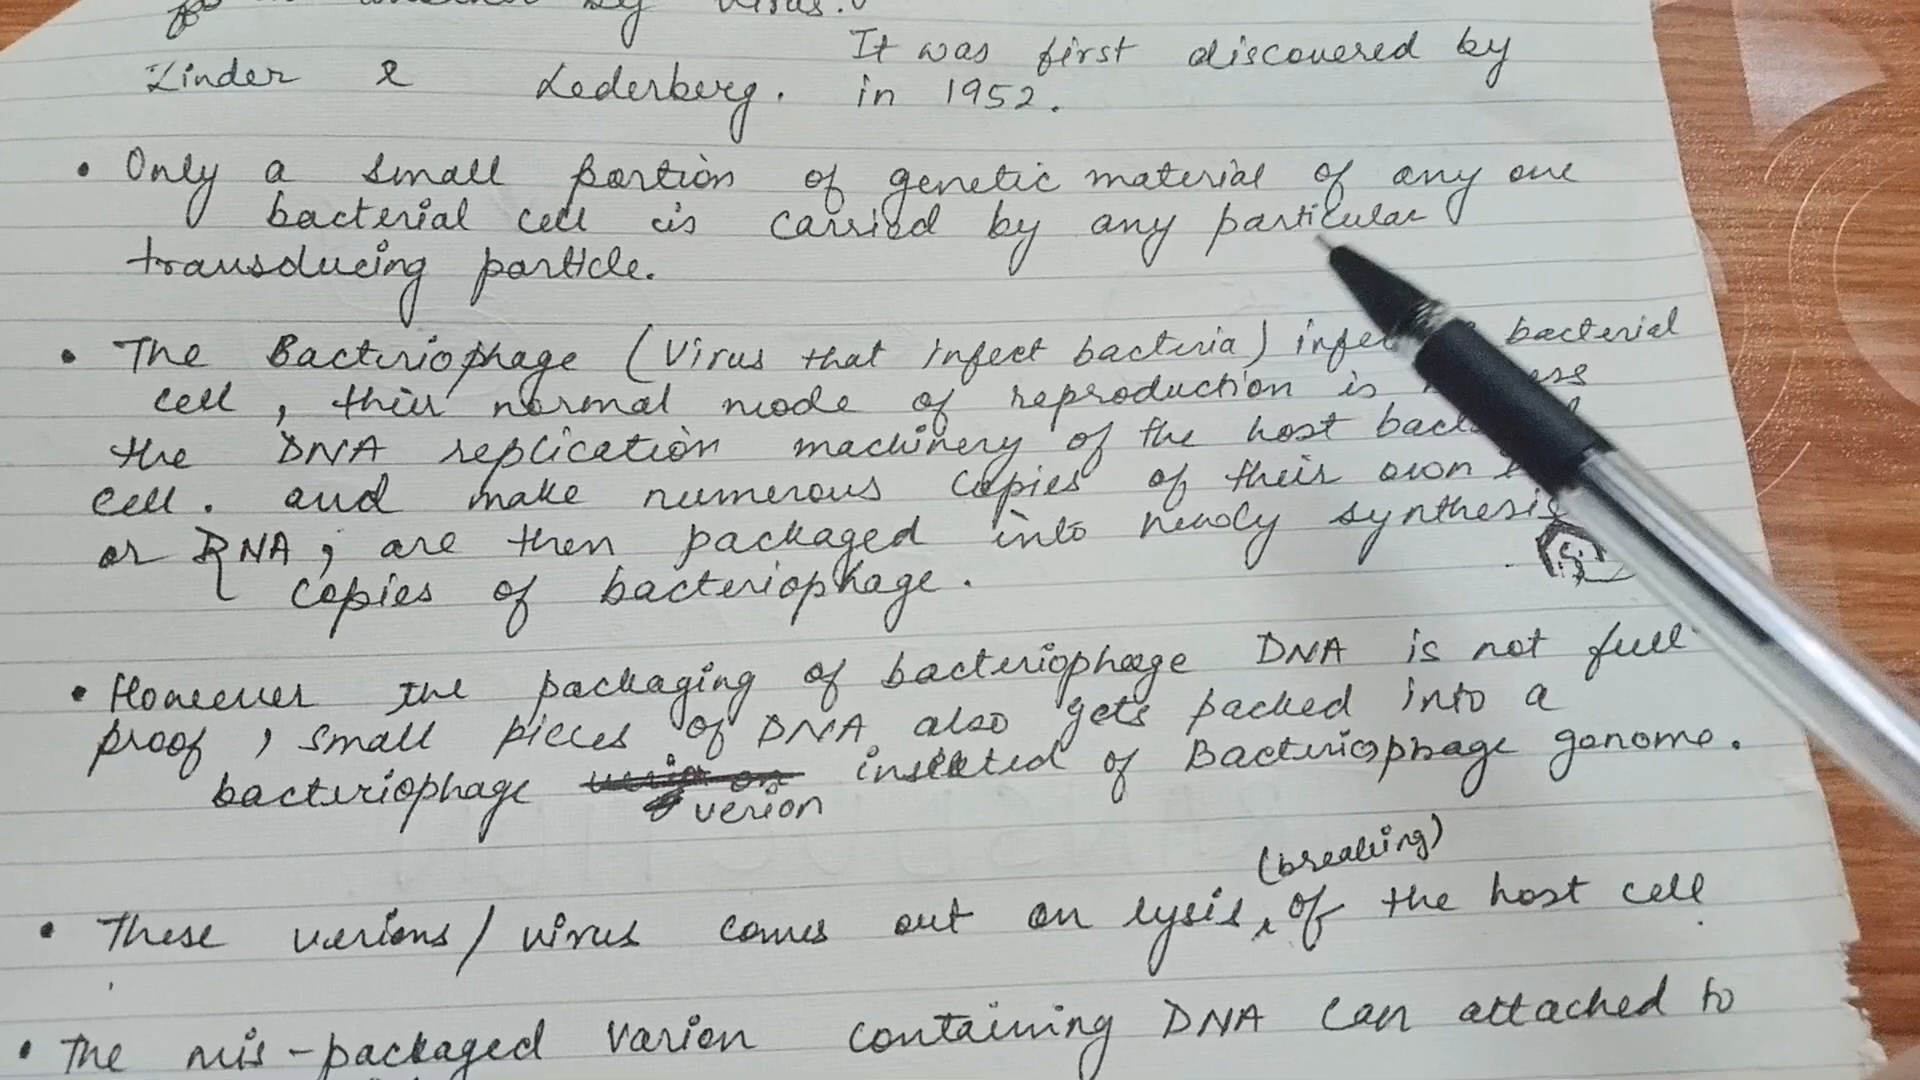 by virus.
It was first discovered by
Zinder & Lederberg. in 1952.
• Only a small portion of genetic material of any one
bacterial cell is carried by any particular
transducing particle.
• The Bacteriophage (Virus that infect bacteria) bacterial
cell, their normal mode of reproduction is
the DNA replication machinery of the host
cell. and make numerous copies of their own
or RNA, are then packaged into newly
copies of bacteriophage.
• However the packaging of bacteriophage DNA is not full
proof, small pieces of DNA also gets packed into a
bacteriophage verion of Bacteriophage genome.
(breaking)
• These verions/virus comes out on lysis, of the host cell
• The mis-packaged varion containing DNA can attached to